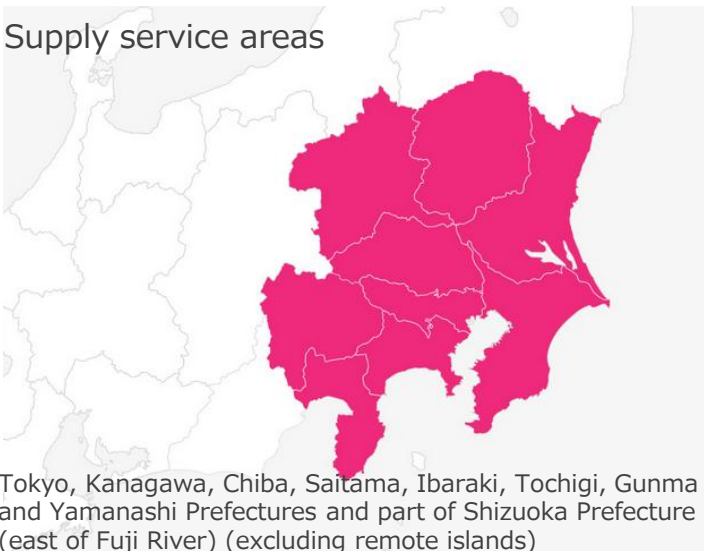 Supply service areas
Tokyo, Kanagawa, Chiba, Saitama, Ibaraki, Tochigi, Gunma
and Yamanashi Prefectures and part of Shizuoka Prefecture
(east of Fuji River) (excluding remote islands)